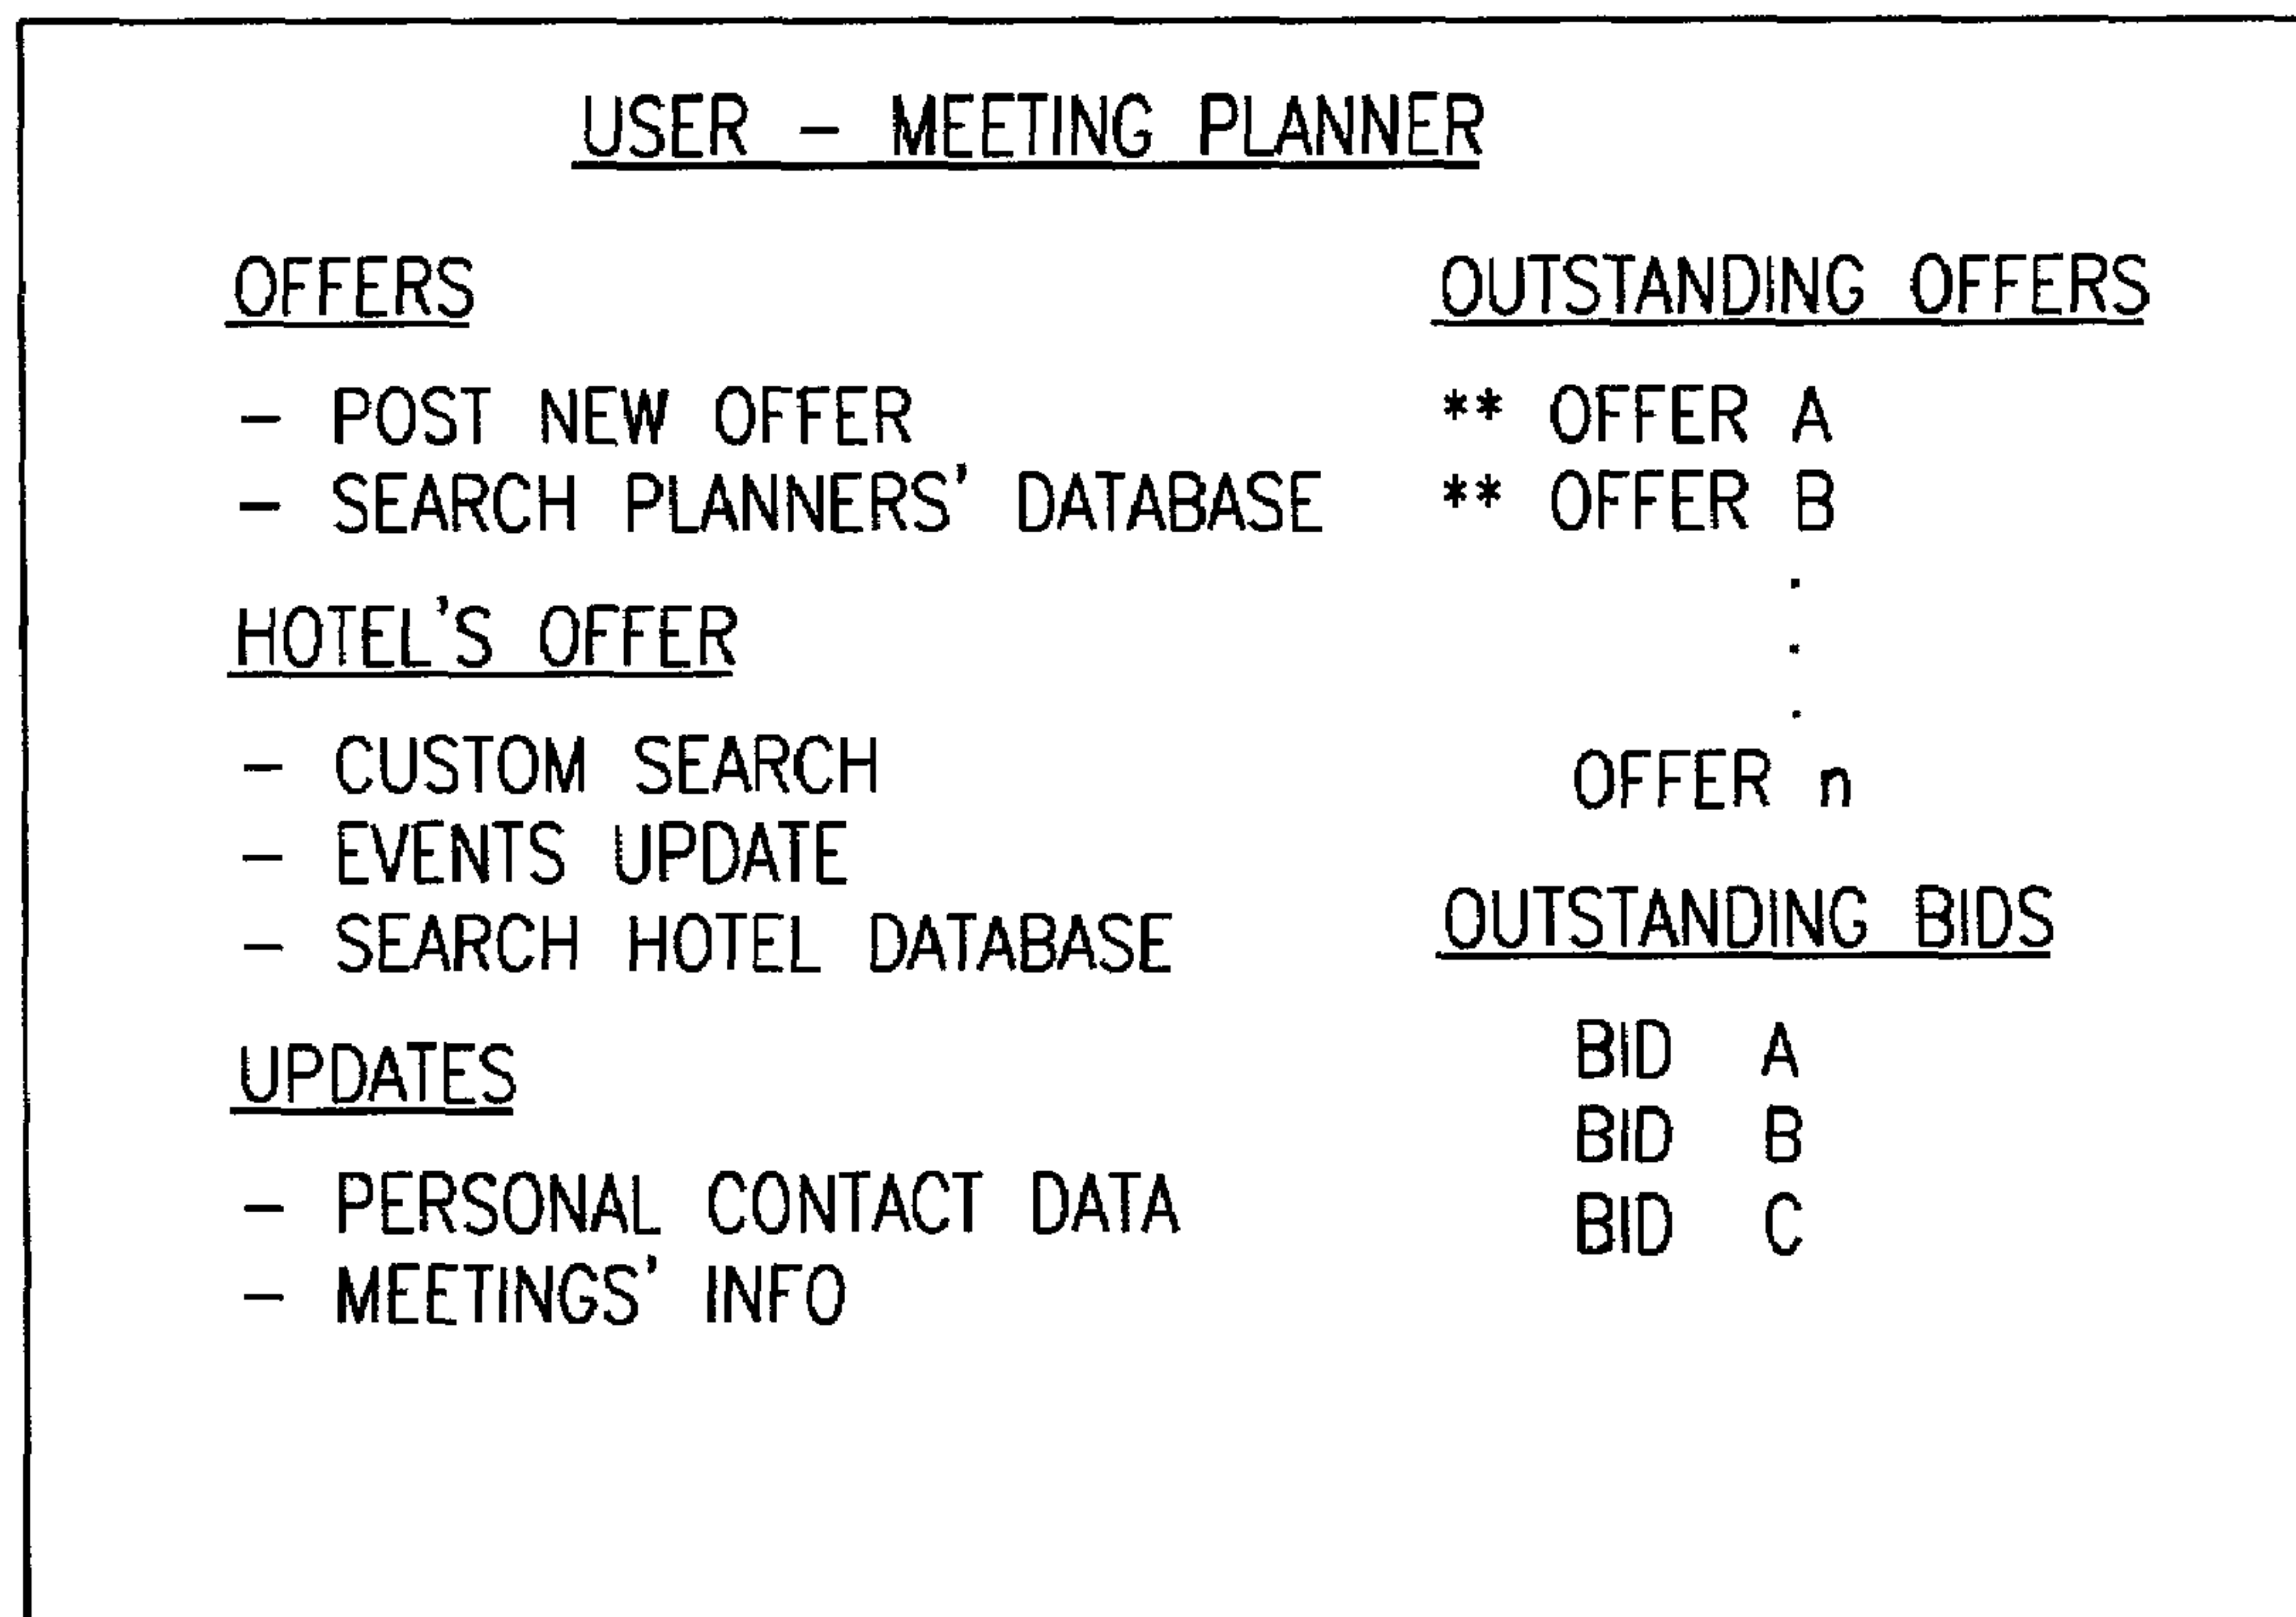 USER - MEETING PLANNER
OFFERS
- POST NEW OFFER
- SEARCH PLANNERS' DATABASE
HOTEL'S OFFER
- CUSTOM SEARCH
- EVENTS UPDATE
- SEARCH HOTEL DATABASE
UPDATES
- PERSONAL CONTACT DATA
- MEETINGS' INFO
OUTSTANDING OFFERS
** OFFER A
** OFFER B
.
.
.
OFFER n
OUTSTANDING BIDS
BID A
BID B
BID C